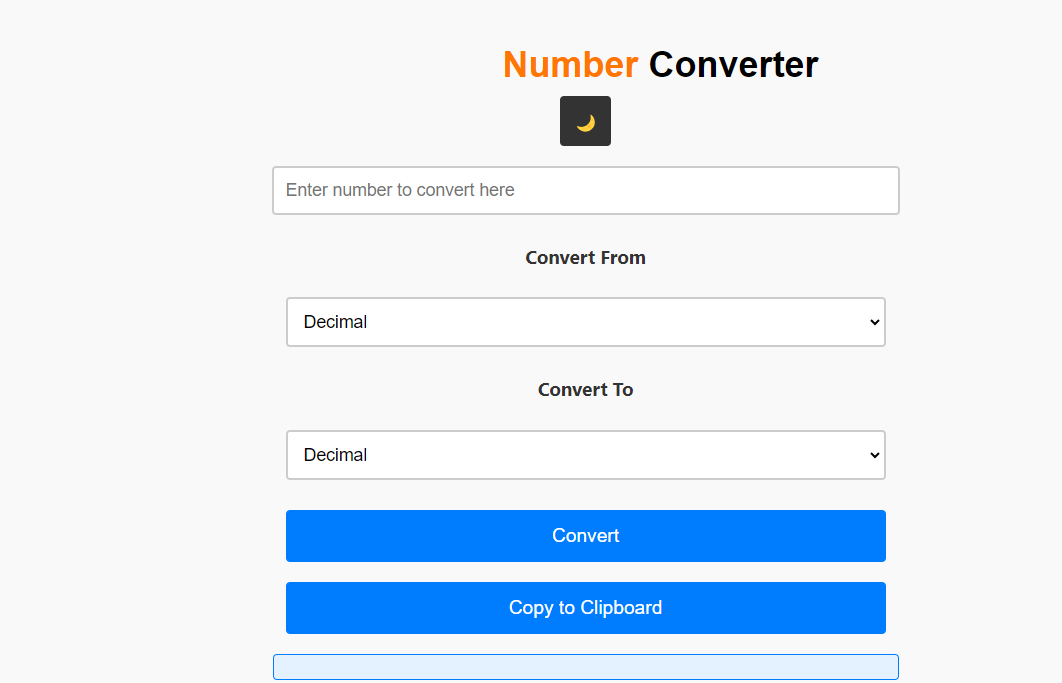 Number Converter
Enter number to convert here
Convert From
Decimal
Convert To
Decimal
Convert
Copy to Clipboard